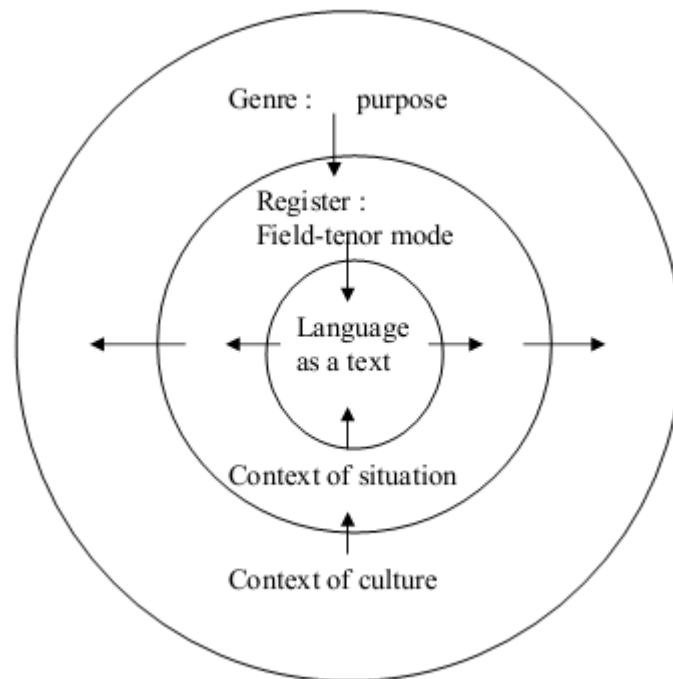 Genre : purpose
Register :
Field-tenor mode
Language
as a text
Context of situation
Context of culture